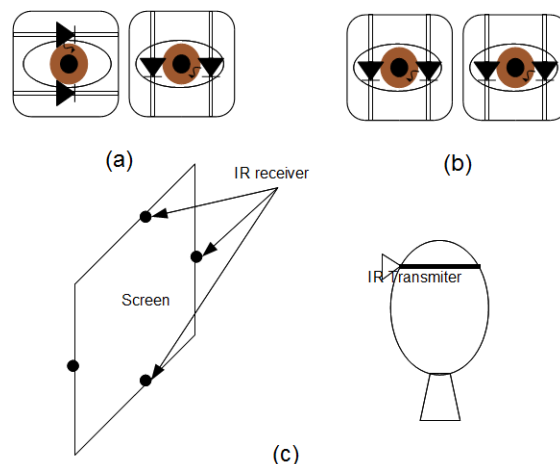 (a)
(b)
IR receiver
Screen
IR Transmiter
(c)